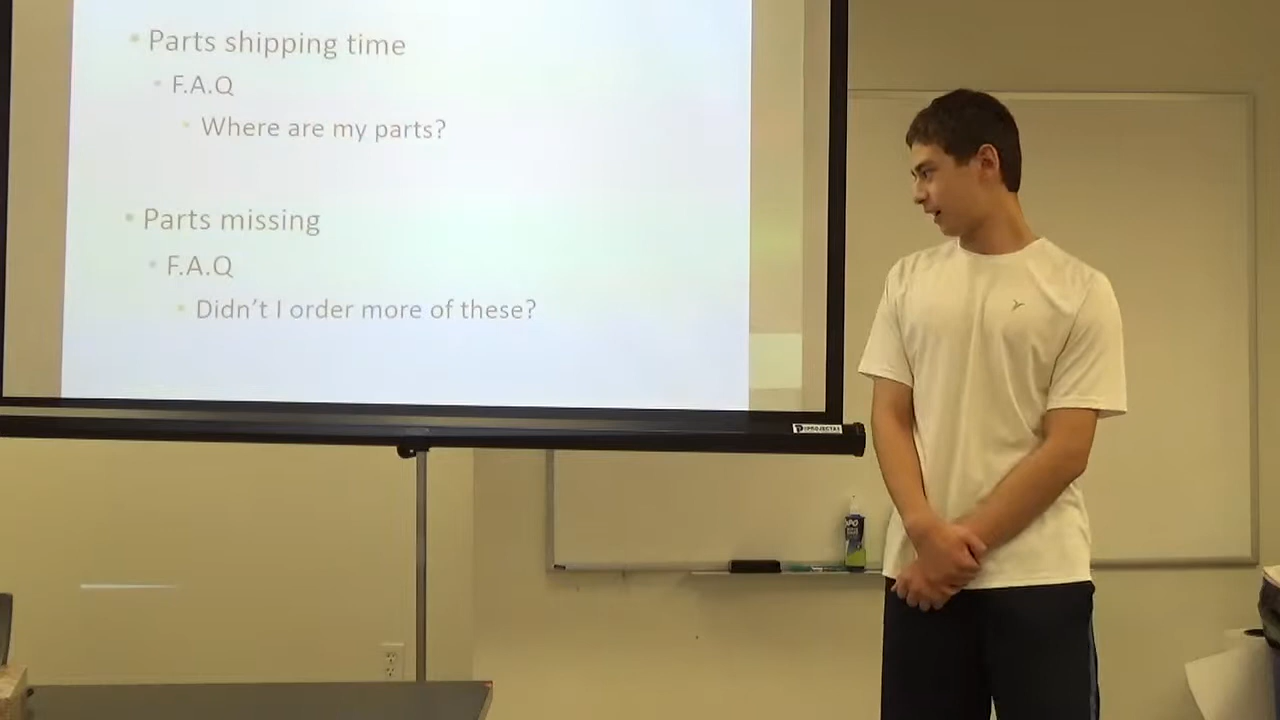 Parts shipping time
F.A.Q
Where are my parts?
Parts missing
F.A.Q
Didn't I order more of these?